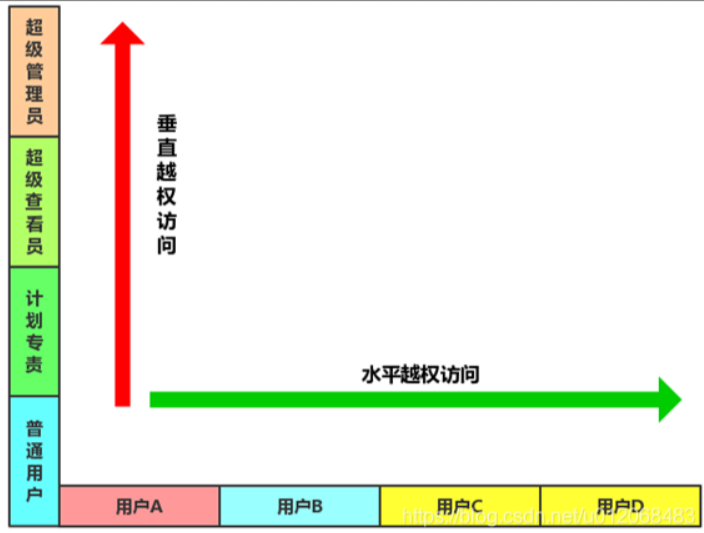 超级管理员
垂直越权访问
超级查看员
计划专责
水平越权访问
普通用户
用户A
用户B
用户C
用户D
https://blog.csdn.net/u012068483